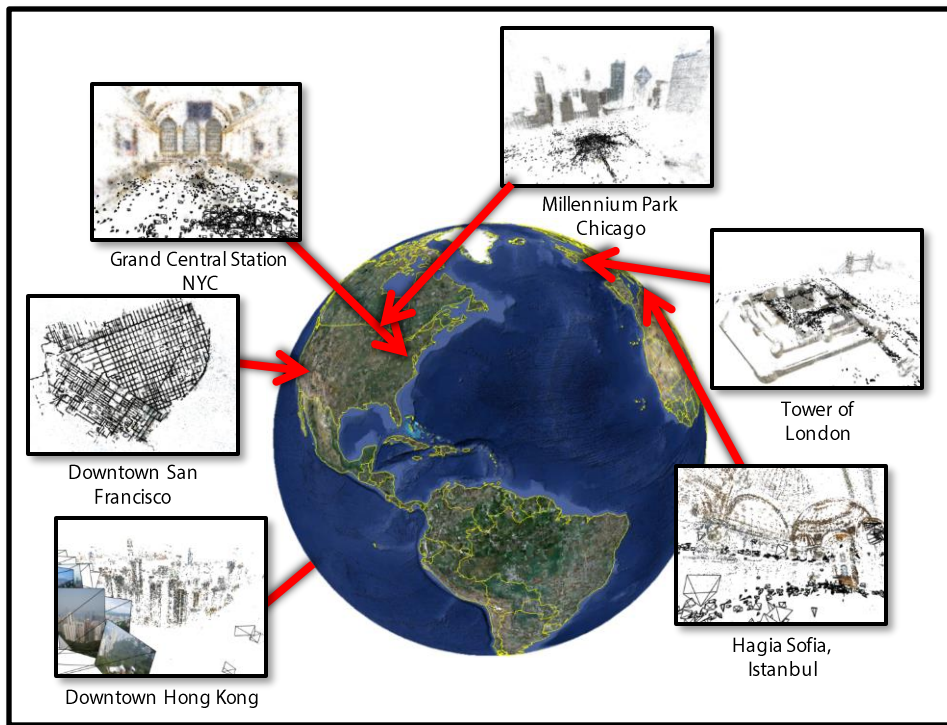 Millennium Park
Chicago
Grand Central Station
NYC
Tower of
London
Downtown San
Francisco
Hagia Sofia,
Istanbul
Downtown Hong Kong